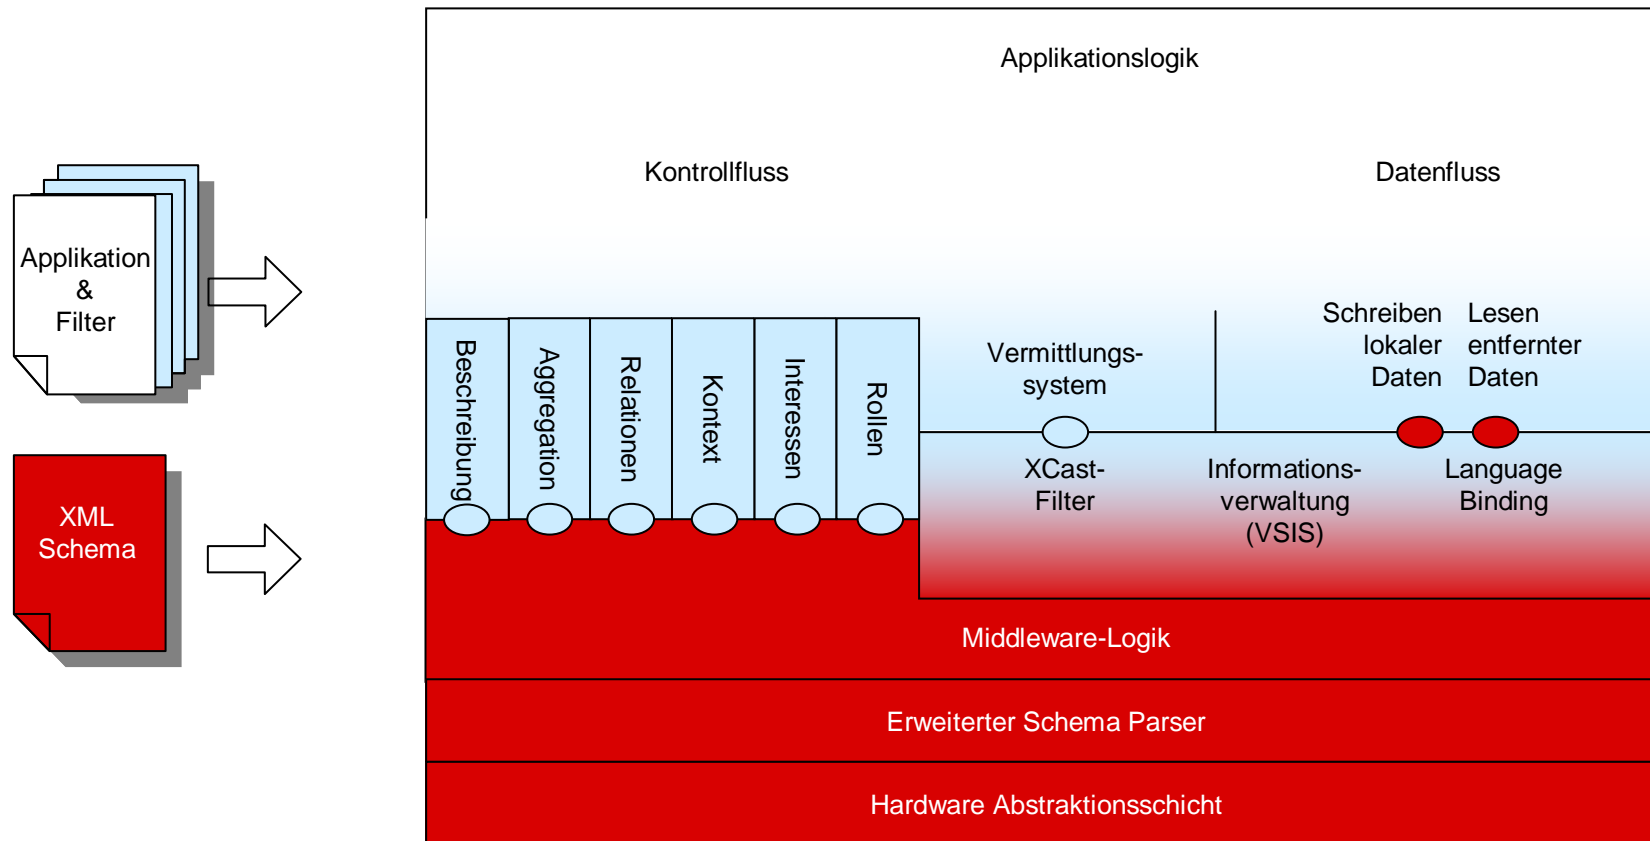 Applikationslogik
Kontrollfluss
Datenfluss
Applikation
&
Filter
XML
Schema
Beschreibung
Aggregation
Relationen
Kontext
Interessen
Rollen
Vermittlungs-
system
XCast-
Filter
Schreiben
lokaler
Daten
Lesen
entfernter
Daten
Informations-
verwaltung
(VSIS)
Language
Binding
Middleware-Logik
Erweiterter Schema Parser
Hardware Abstraktionsschicht